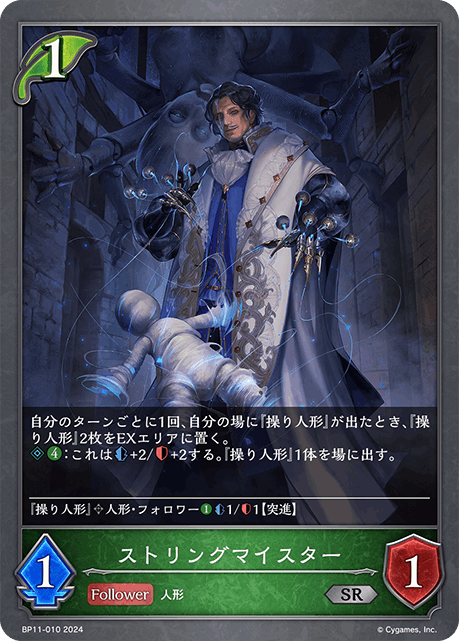 1
自分のターンごとに1回、自分の場に『操り人形』が出たとき、『操
り人形』2枚をEXエリアに置く。
4:これは+2/+2する。『操り人形』1体を場に出す。
『操り人形』人形・フォロワー1 1/1【突進】
ストリングマイスター
1
Follower 人形
SR
1
BP11-010 2024
© Cygames, Inc.